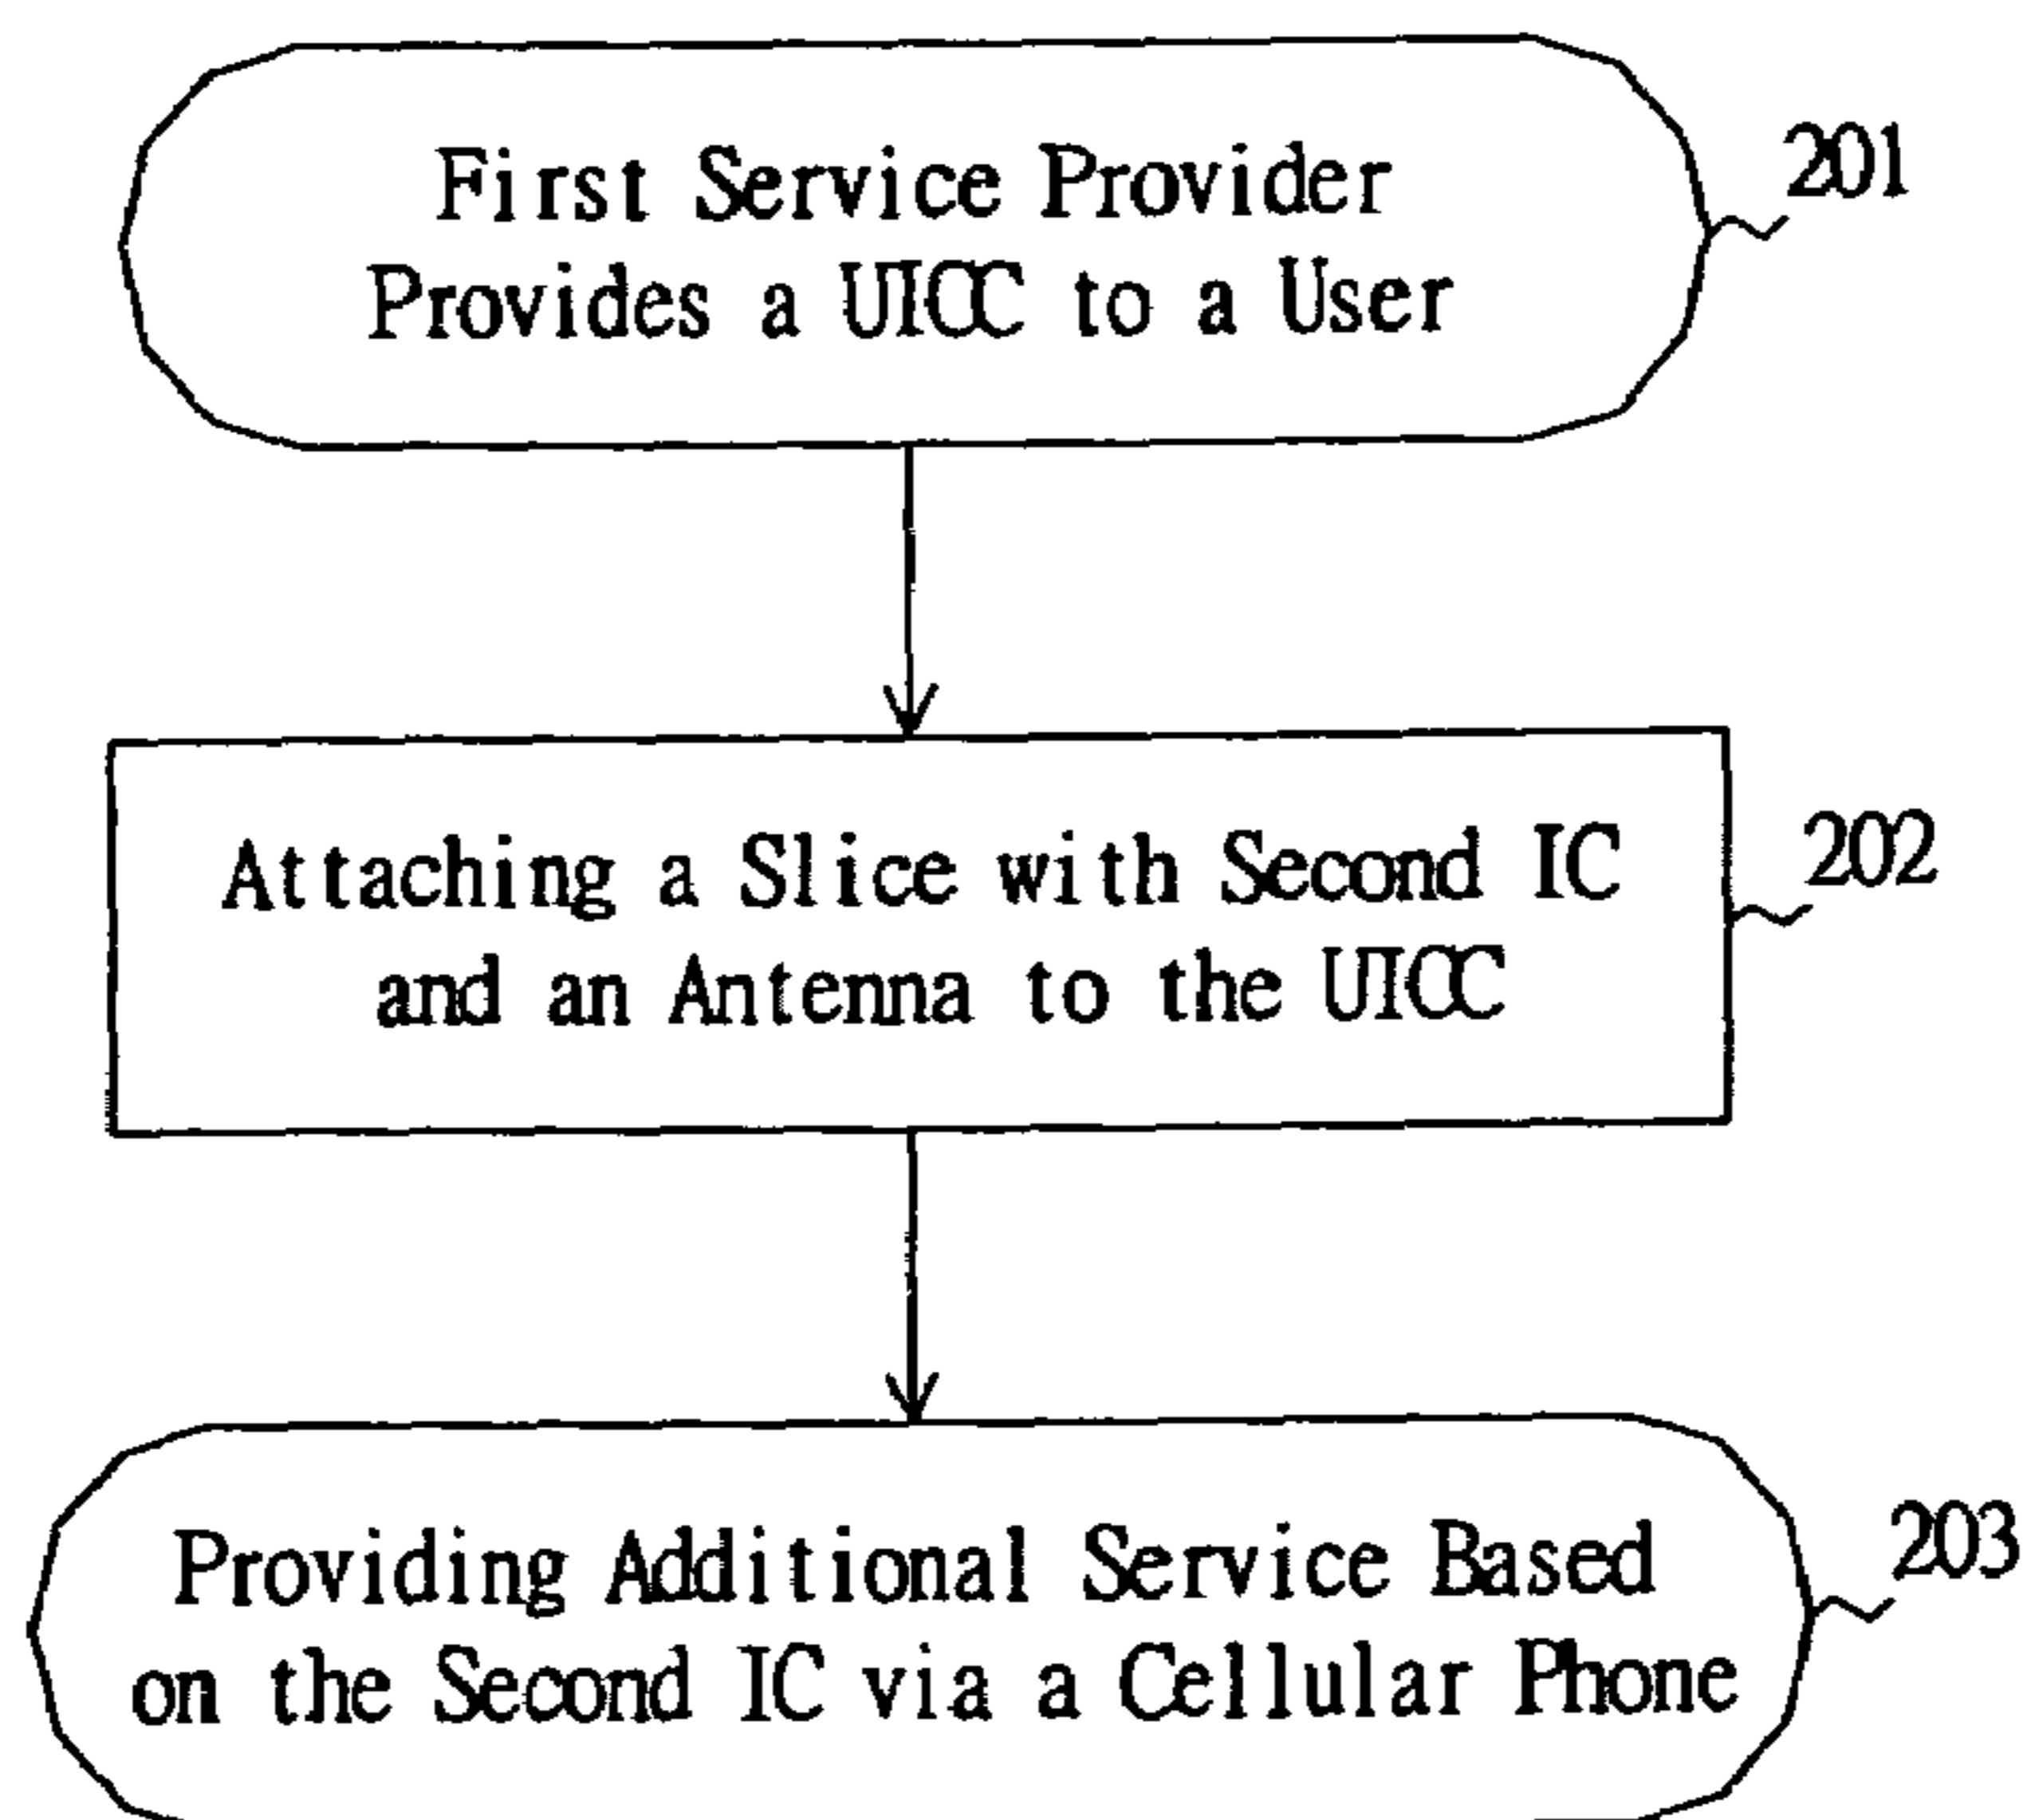 First Service Provider
Provides a UICC to a User
201
Attaching a Slice with Second IC
and an Antenna to the UICC
202
Providing Additional Service Based
on the Second IC via a Cellular Phone
203